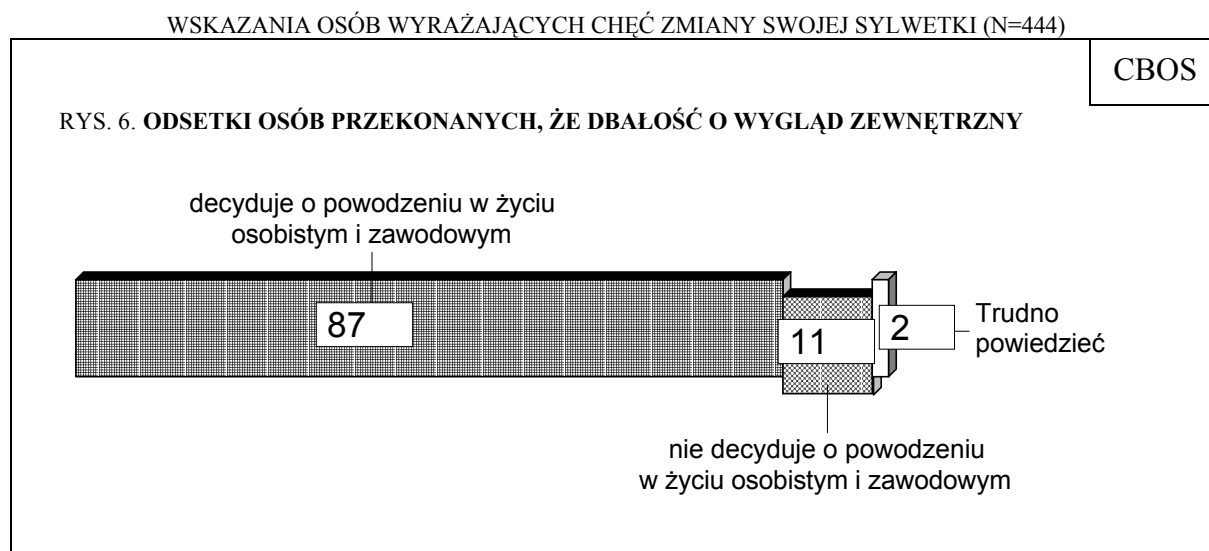 WSKAZANIA OSÓB WYRAŻAJĄCYCH CHĘĆ ZMIANY SWOJEJ SYLWETKI (N=444)
CBOS
RYS. 6. ODSETKI OSÓB PRZEKONANYCH, ŻE DBAŁOŚĆ O WYGLĄD ZEWNĘTRZNY
decyduje o powodzeniu w życiu
osobistym i zawodowym
87
11
2
Trudno
powiedzieć
nie decyduje o powodzeniu
w życiu osobistym i zawodowym